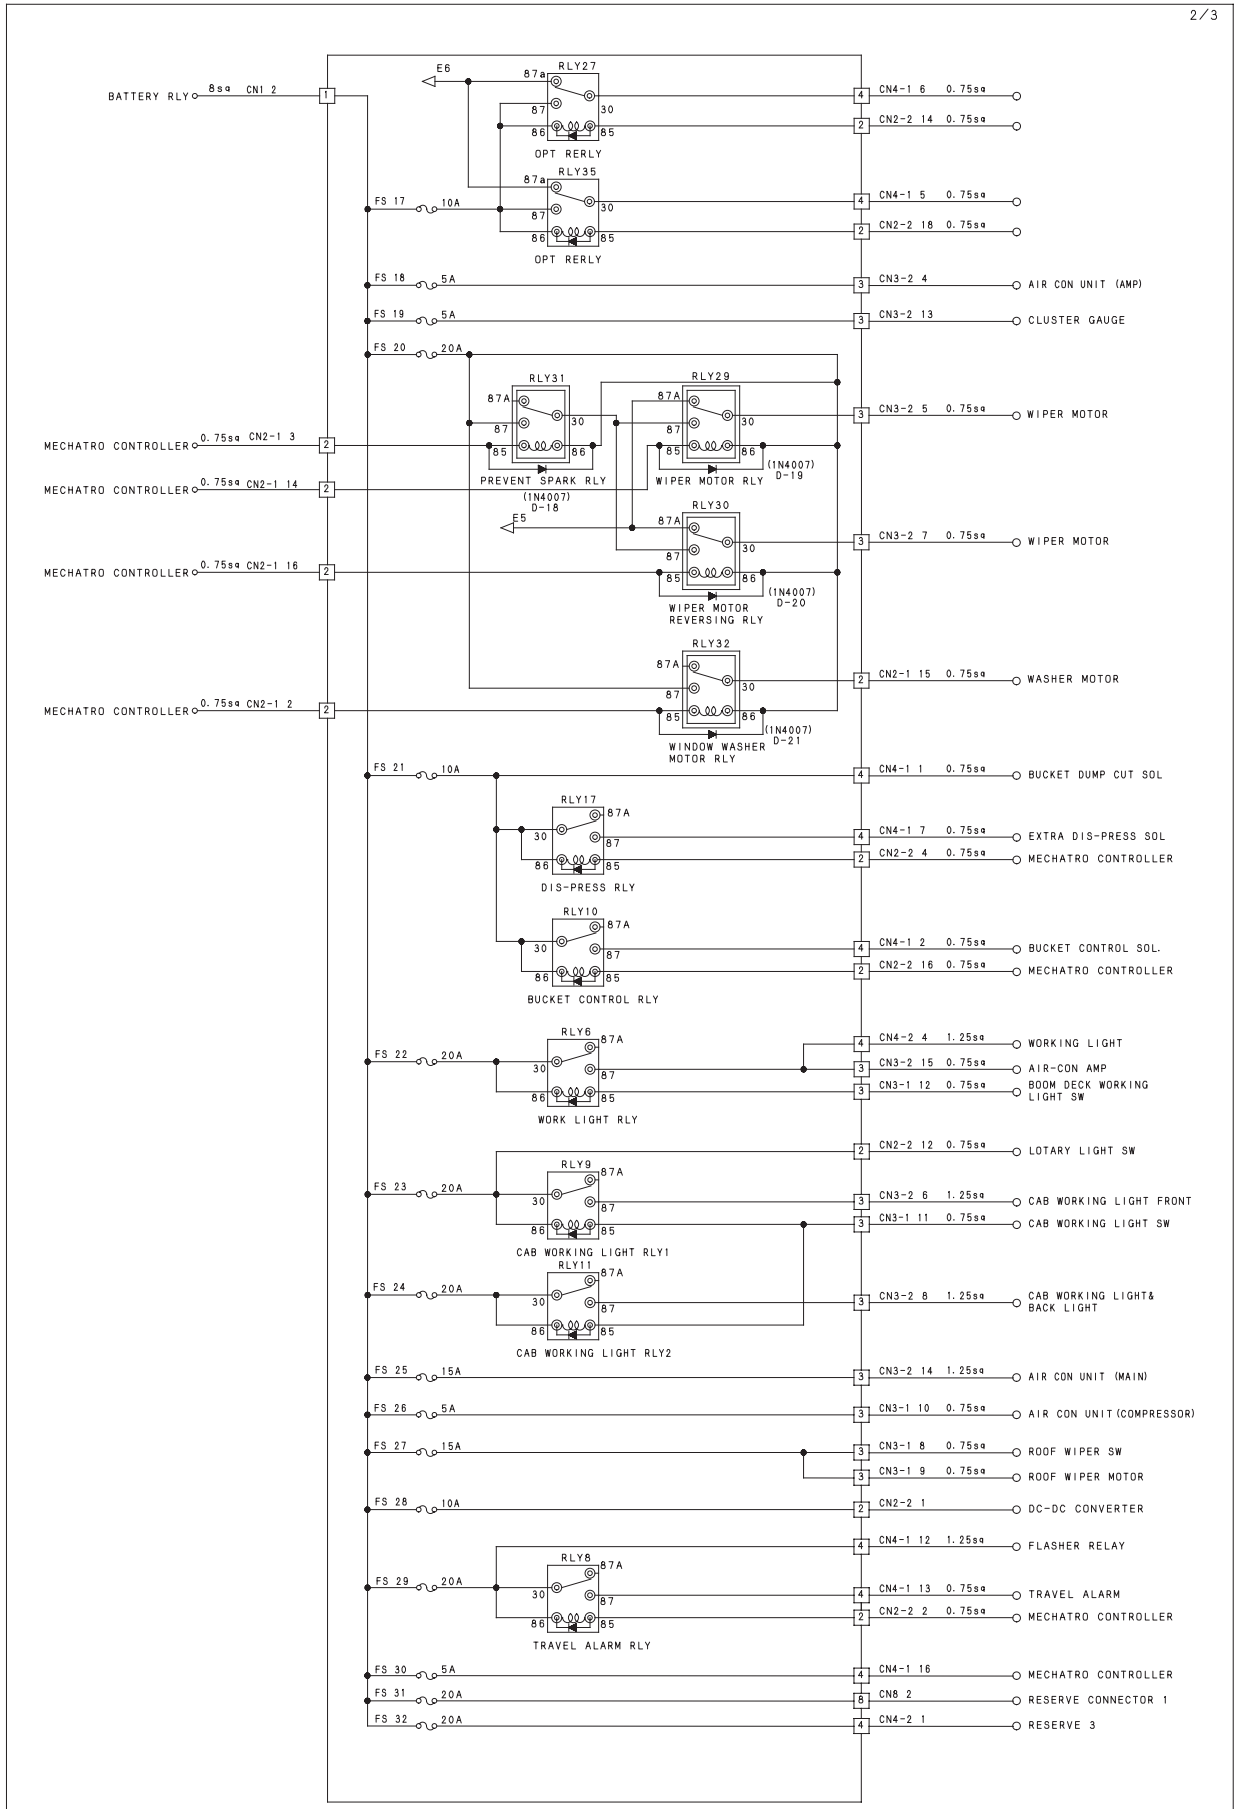 2/3
BATTERY RLY 8sq CN1 2 1
E6
RLY27
87a
87
30
86
85
OPT RERLY
4 CN4-1 6 0.75sq
2 CN2-2 14 0.75sq
RLY35
87a
87
30
86
85
OPT RERLY
FS 17 10A
4 CN4-1 5 0.75sq
2 CN2-2 18 0.75sq
FS 18 5A 3 CN3-2 4 AIR CON UNIT (AMP)
FS 19 5A 3 CN3-2 13 CLUSTER GAUGE
FS 20 20A
RLY31
87A
87
30
85
86
PREVENT SPARK RLY
(1N4007)
D-18
RLY29
87A
87
30
85
86
(1N4007)
D-19
WIPER MOTOR RLY
3 CN3-2 5 0.75sq WIPER MOTOR
MECHATRO CONTROLLER 0.75sq CN2-1 3 2
MECHATRO CONTROLLER 0.75sq CN2-1 14 2
E5
RLY30
87A
87
30
85
86
(1N4007)
D-20
WIPER MOTOR
REVERSING RLY
3 CN3-2 7 0.75sq WIPER MOTOR
MECHATRO CONTROLLER 0.75sq CN2-1 16 2
RLY32
87A
87
30
85
86
(1N4007)
D-21
WINDOW WASHER
MOTOR RLY
2 CN2-1 15 0.75sq WASHER MOTOR
MECHATRO CONTROLLER 0.75sq CN2-1 2 2
FS 21 10A 4 CN4-1 1 0.75sq BUCKET DUMP CUT SOL
RLY17
87A
30
87
86
85
DIS-PRESS RLY
4 CN4-1 7 0.75sq EXTRA DIS-PRESS SOL
2 CN2-2 4 0.75sq MECHATRO CONTROLLER
RLY10
87A
30
87
86
85
BUCKET CONTROL RLY
4 CN4-1 2 0.75sq BUCKET CONTROL SOL.
2 CN2-2 16 0.75sq MECHATRO CONTROLLER
RLY6
87A
FS 22 20A
30
87
86
85
WORK LIGHT RLY
4 CN4-2 4 1.25sq WORKING LIGHT
3 CN3-2 15 0.75sq AIR-CON AMP
3 CN3-1 12 0.75sq BOOM DECK WORKING
LIGHT SW
2 CN2-2 12 0.75sq LOTARY LIGHT SW
RLY9
87A
FS 23 20A
30
87
86
85
CAB WORKING LIGHT RLY1
3 CN3-2 6 1.25sq CAB WORKING LIGHT FRONT
3 CN3-1 11 0.75sq CAB WORKING LIGHT SW
RLY11
87A
FS 24 20A
30
87
86
85
CAB WORKING LIGHT RLY2
3 CN3-2 8 1.25sq CAB WORKING LIGHT&
BACK LIGHT
FS 25 15A 3 CN3-2 14 1.25sq AIR CON UNIT (MAIN)
FS 26 5A 3 CN3-1 10 0.75sq AIR CON UNIT(COMPRESSOR)
FS 27 15A 3 CN3-1 8 0.75sq ROOF WIPER SW
3 CN3-1 9 0.75sq ROOF WIPER MOTOR
FS 28 10A 2 CN2-2 1 DC-DC CONVERTER
4 CN4-1 12 1.25sq FLASHER RELAY
RLY8
87A
FS 29 20A
30
87
86
85
TRAVEL ALARM RLY
4 CN4-1 13 0.75sq TRAVEL ALARM
2 CN2-2 2 0.75sq MECHATRO CONTROLLER
FS 30 5A 4 CN4-1 16 MECHATRO CONTROLLER
FS 31 20A 8 CN8 2 RESERVE CONNECTOR 1
FS 32 20A 4 CN4-2 1 RESERVE 3